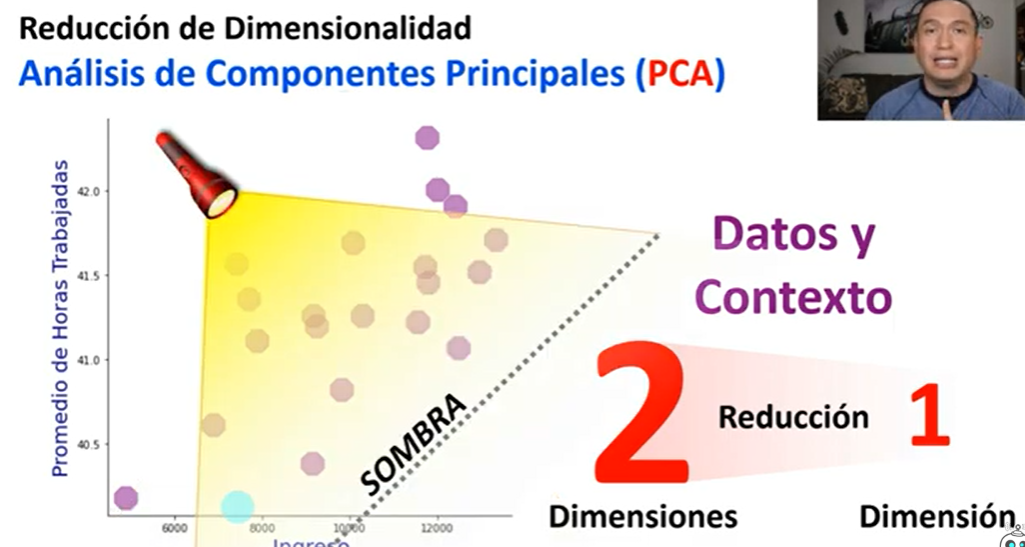 Reducción de Dimensionalidad
Análisis de Componentes Principales (PCA)
Promedio de Horas Trabajadas
42.0
41.5
41.0
40.5
6000
8000
10000
12000
Ingreso
SOMBRA
Datos y
Contexto
2
Reducción
1
Dimensiones
Dimensión